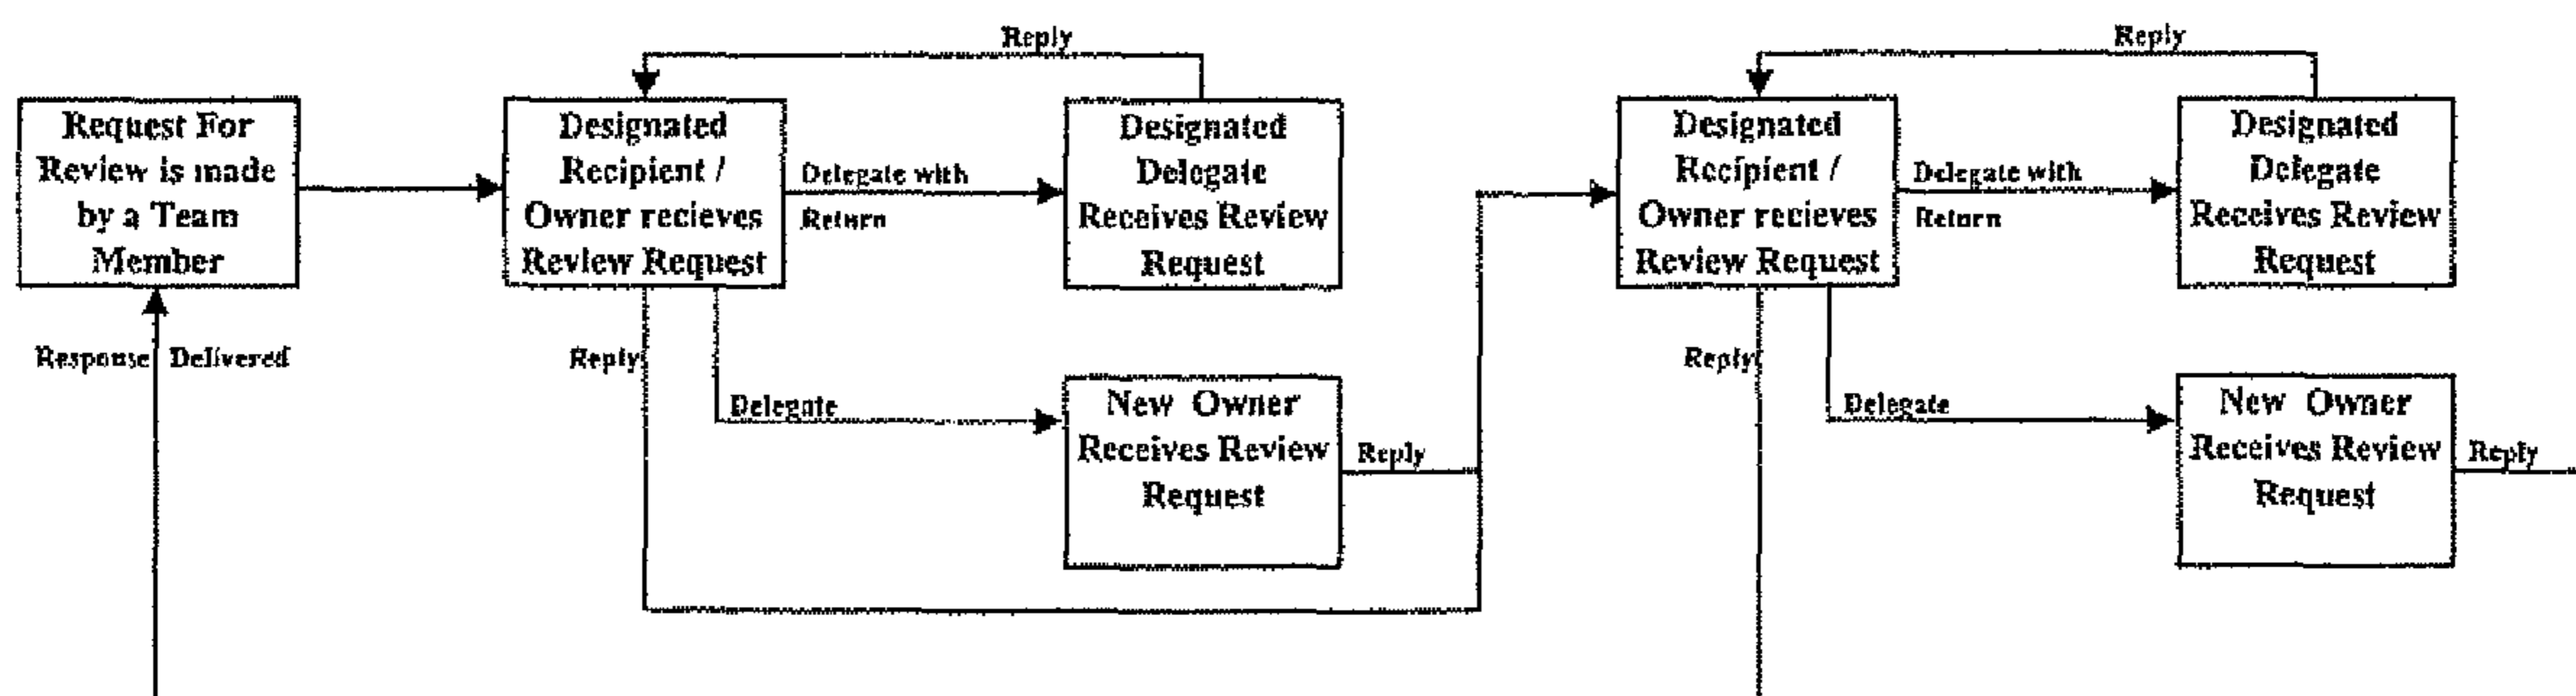 Reply
Reply
Request For
Review is made
by a Team
Member
Designated
Recipient /
Owner recieves
Review Request
Delegate with
Return
Designated
Delegate
Receives Review
Request
Designated
Recipient /
Owner recieves
Review Request
Delegate with
Return
Designated
Delegate
Receives Review
Request
Response Delivered
Reply
Delegate
New Owner
Receives Review
Request
Reply
Reply
Delegate
New Owner
Receives Review
Request
Reply